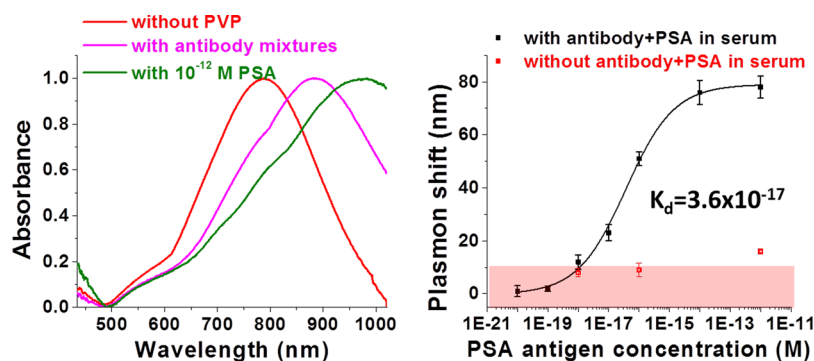 without PVP
with antibody mixtures
with 10⁻¹² M PSA
1.0
0.8
0.6
0.4
0.2
0.0
Absorbance
500 600 700 800 900 1000
Wavelength (nm)
with antibody+PSA in serum
without antibody+PSA in serum
80
60
40
20
0
Plasmon shift (nm)
K_d=3.6x10⁻¹⁷
1E-21 1E-19 1E-17 1E-15 1E-13 1E-11
PSA antigen concentration (M)